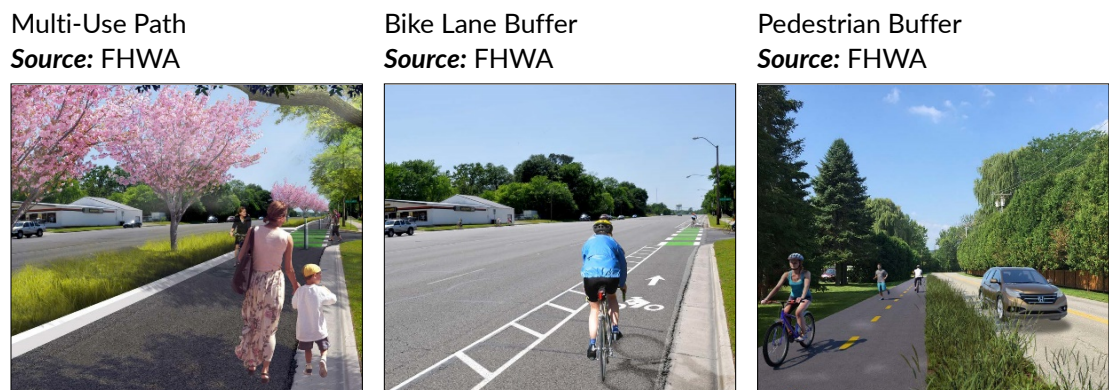 Multi-Use Path
Source: FHWA
Bike Lane Buffer
Source: FHWA
Pedestrian Buffer
Source: FHWA